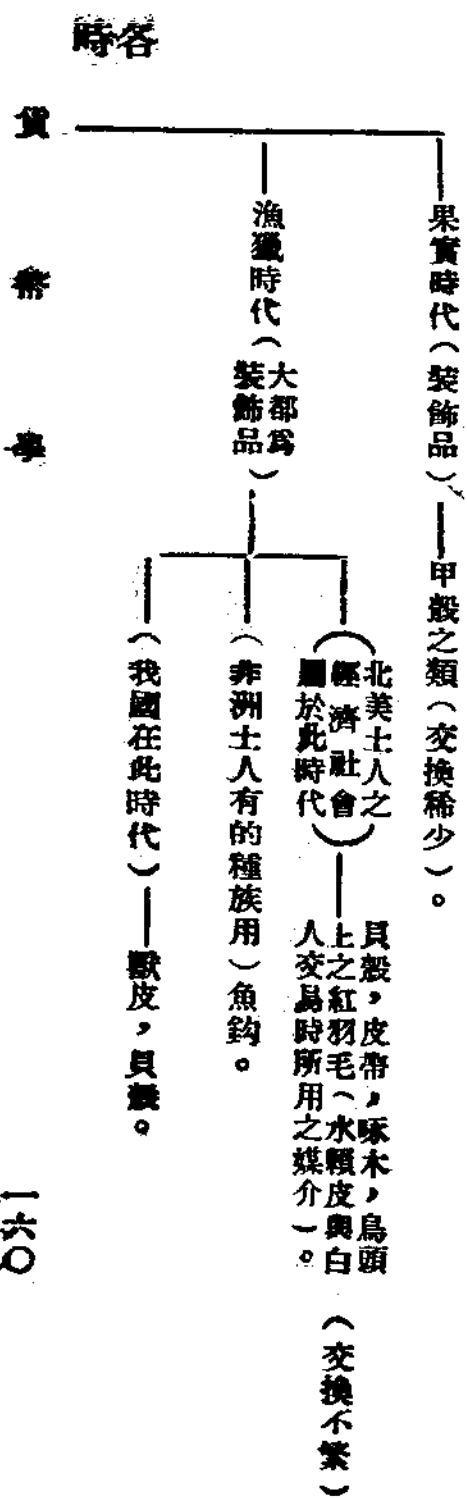 各
時
果實時代(裝飾品)
甲殼之類(交換稀少)。
漁獵時代(
大都爲
裝飾品)
(北美土人之
經濟社會
屬於此時代)
貝殼,皮帶,啄木,鳥頭
上之紅羽毛(水獺皮與白
人交易時所用之媒介)。
(交換不繁)
(非洲土人有的種族用)魚鈎。
(我國在此時代)
獸皮,貝殼。
貨幣學
一六〇